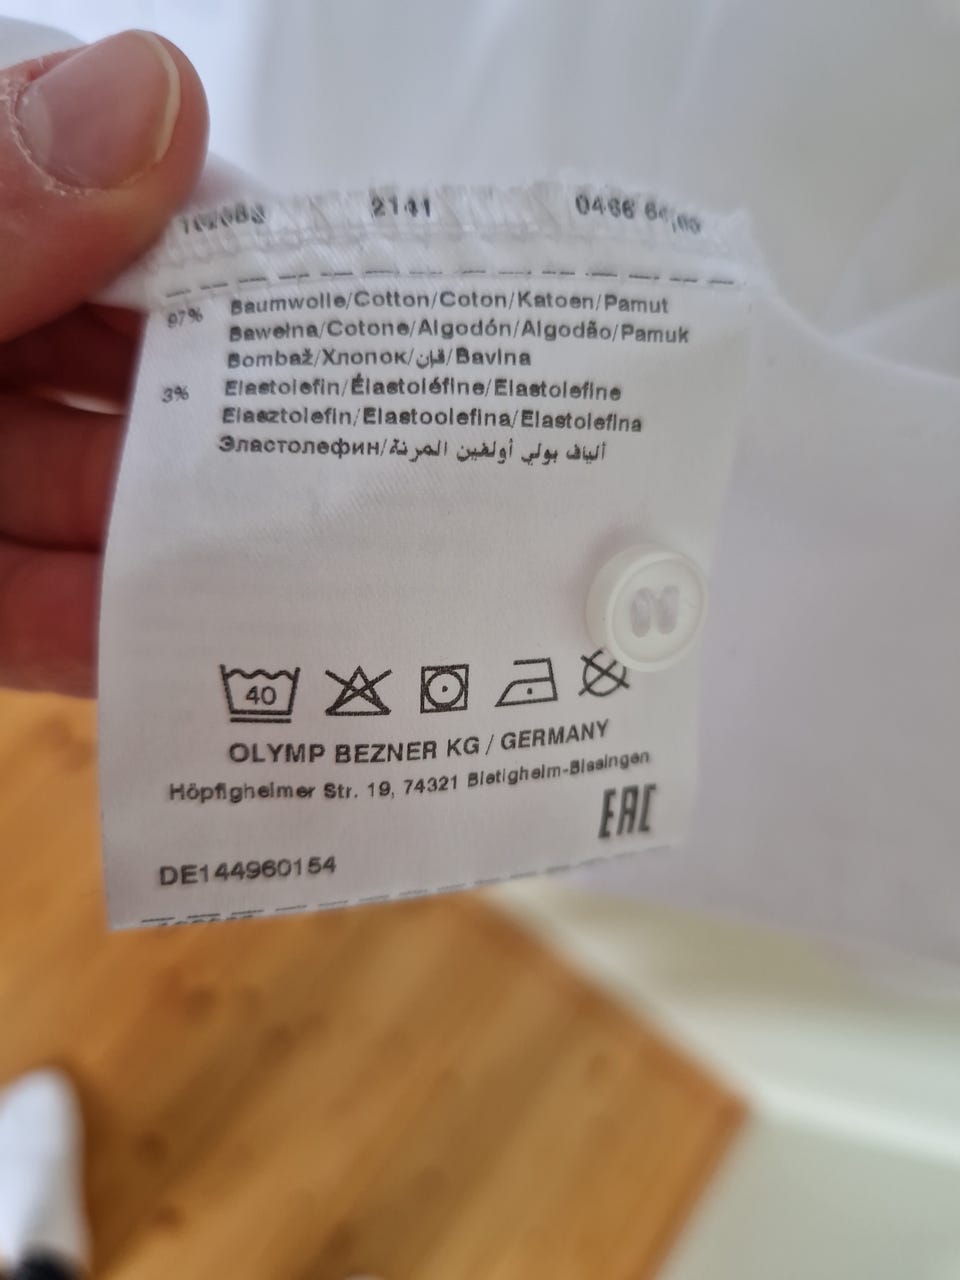 2141 0466
97% Baumwolle/Cotton/Coton/Katoen/Pamut
Bawełna/Cotone/Algodón/Algodão/Pamuk
Bombaž/Хлопок/قطن/Bavlna
3% Elastolefin/Élastoléfine/Elastolefine
Elasztolefin/Elastoolefina/Elastolefina
Эластолефин/ألياف بولي أولفين المرنة
40
OLYMP BEZNER KG / GERMANY
Höpfigheimer Str. 19, 74321 Bietigheim-Bissingen
EAC
DE144960154